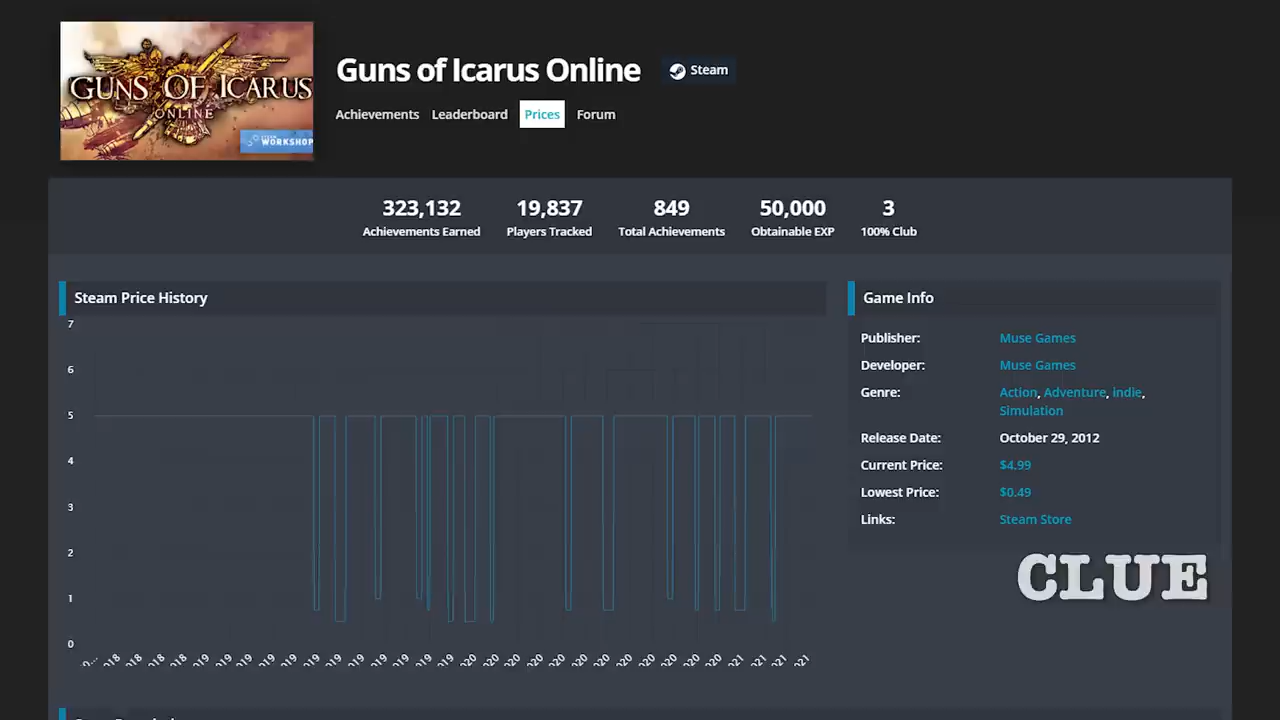 GUNS OF ICARUS
ONLINE
STEAM
WORKSHOP
Guns of Icarus Online
Steam
Achievements Leaderboard Prices Forum
323,132 19,837 849 50,000 3
Achievements Earned Players Tracked Total Achievements Obtainable EXP 100% Club
Steam Price History
7
6
5
4
3
2
1
0
Game Info
Publisher: Muse Games
Developer: Muse Games
Genre: Action, Adventure, indie,
Simulation
Release Date: October 29, 2012
Current Price: $4.99
Lowest Price: $0.49
Links: Steam Store
CLUE